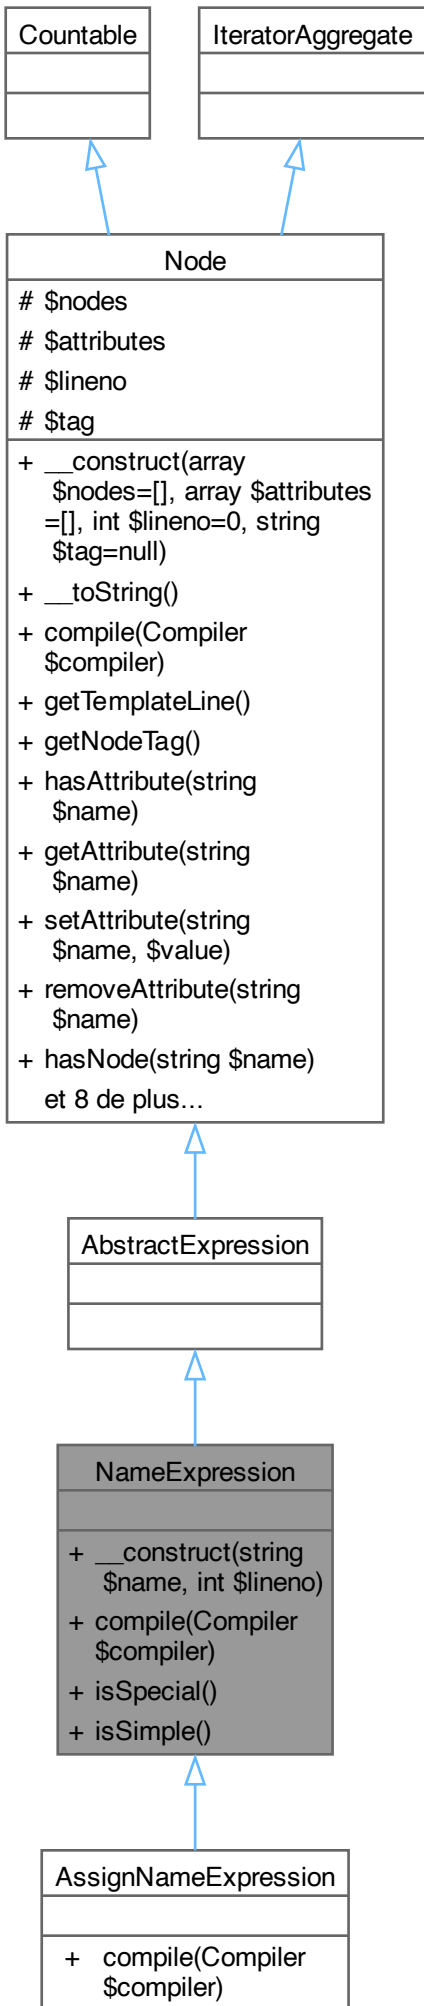 Countable
IteratorAggregate
Node
# $nodes
# $attributes
# $lineno
# $tag
+ __construct(array
$nodes=[], array $attributes
=[], int $lineno=0, string
$tag=null)
+ __toString()
+ compile(Compiler
$compiler)
+ getTemplateLine()
+ getNodeTag()
+ hasAttribute(string
$name)
+ getAttribute(string
$name)
+ setAttribute(string
$name, $value)
+ removeAttribute(string
$name)
+ hasNode(string $name)
et 8 de plus...
AbstractExpression
NameExpression
+ __construct(string
$name, int $lineno)
+ compile(Compiler
$compiler)
+ isSpecial()
+ isSimple()
AssignNameExpression
+ compile(Compiler
$compiler)